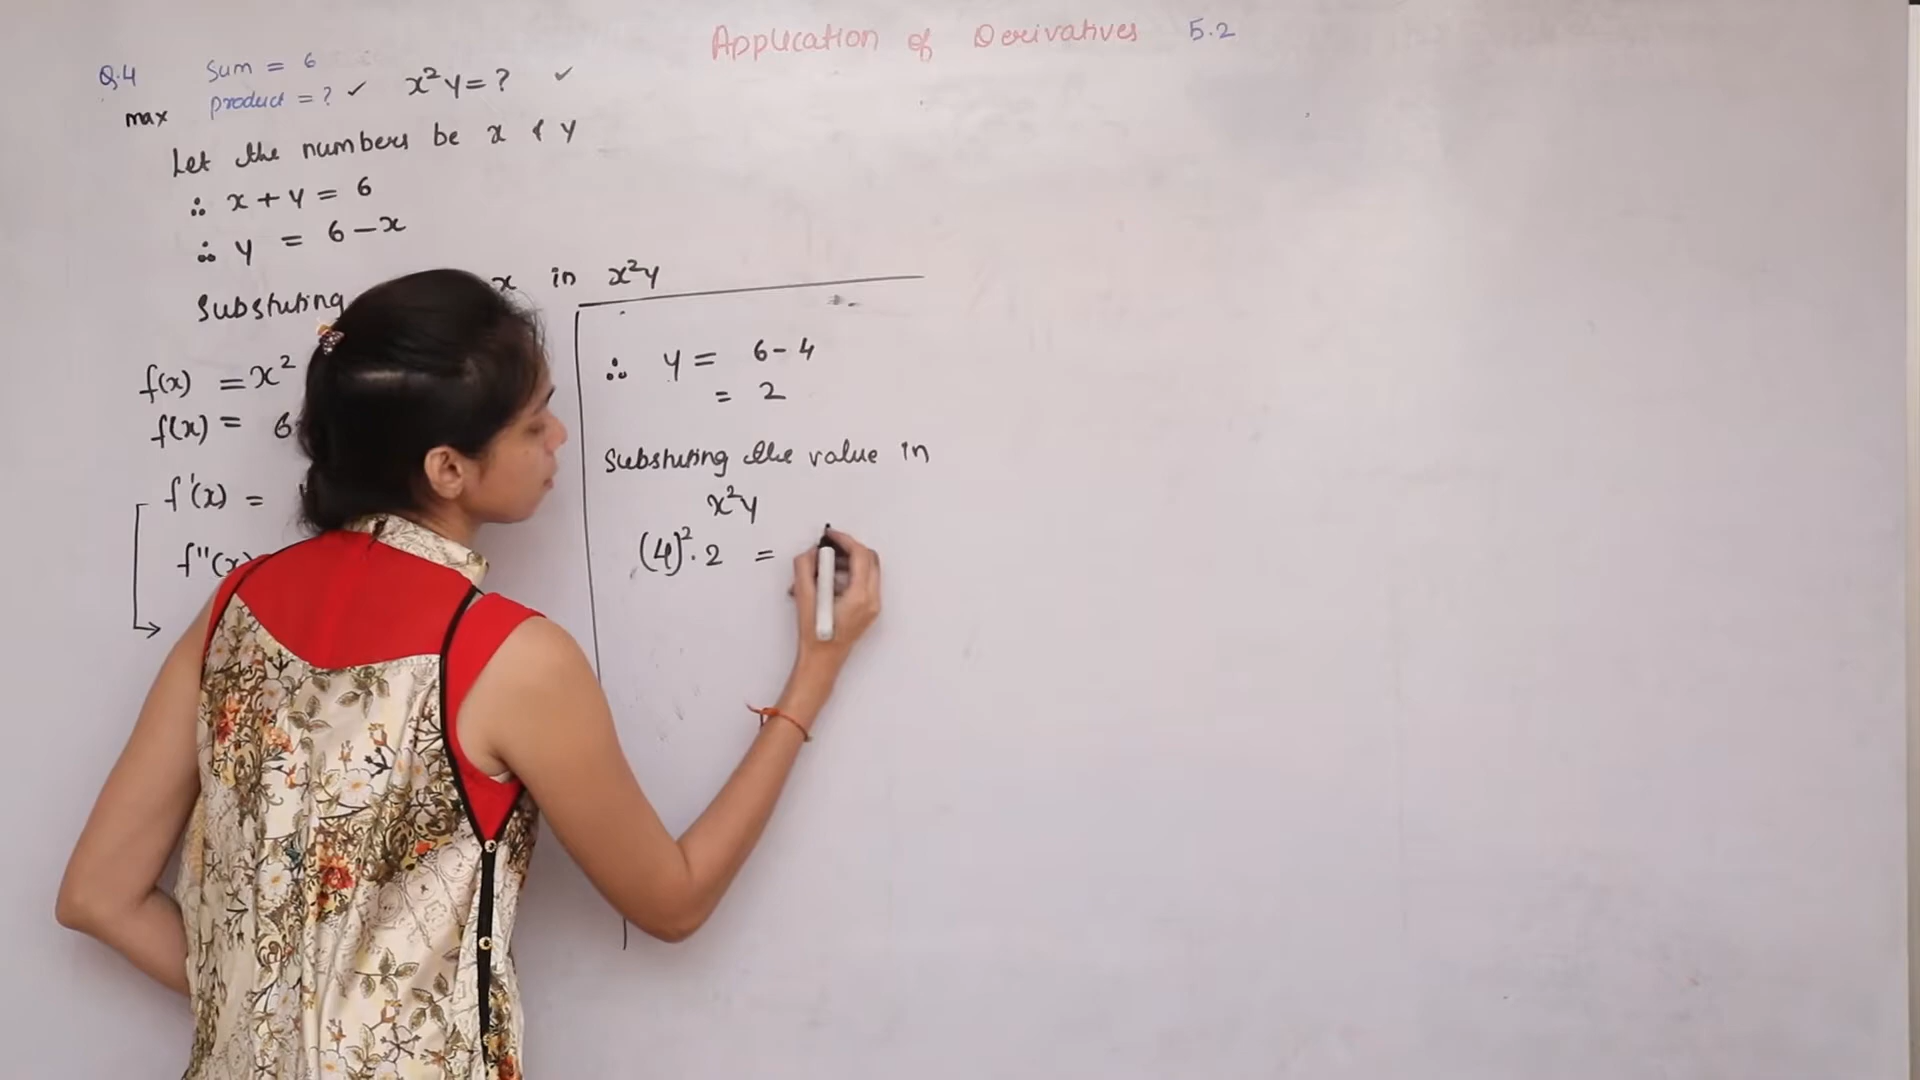 Application of Derivatives 5.2
Q.4 Sum = 6
max product = ? ✓ x²y = ? ✓
Let the numbers be x & y
∴ x + y = 6
∴ y = 6 - x
Substuting x in x²y
f(x) = x²
f(x) = 6
f'(x) =
f"(x)
∴ y = 6 - 4
= 2
Substuting the value in
x²y
(4)² . 2 =